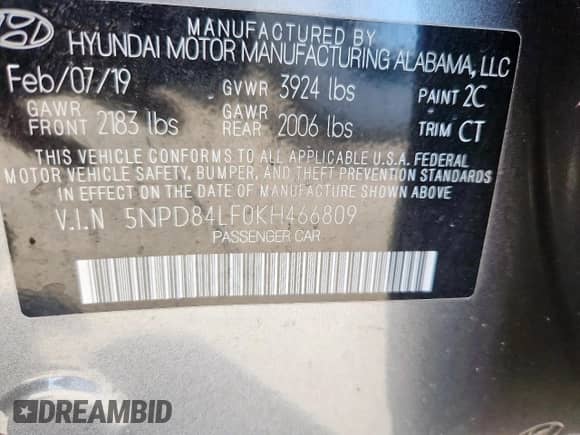 MANUFACTURED BY
HYUNDAI MOTOR MANUFACTURING ALABAMA, LLC
Feb/07/19 GVWR 3924 lbs PAINT 2C
GAWR FRONT 2183 lbs GAWR REAR 2006 lbs TRIM CT
THIS VEHICLE CONFORMS TO ALL APPLICABLE U.S.A. FEDERAL
MOTOR VEHICLE SAFETY, BUMPER, AND THEFT PREVENTION STANDARDS
IN EFFECT ON THE DATE OF MANUFACTURE SHOWN ABOVE.
V.I.N 5NPD84LF0KH466809
PASSENGER CAR
DREAMBID